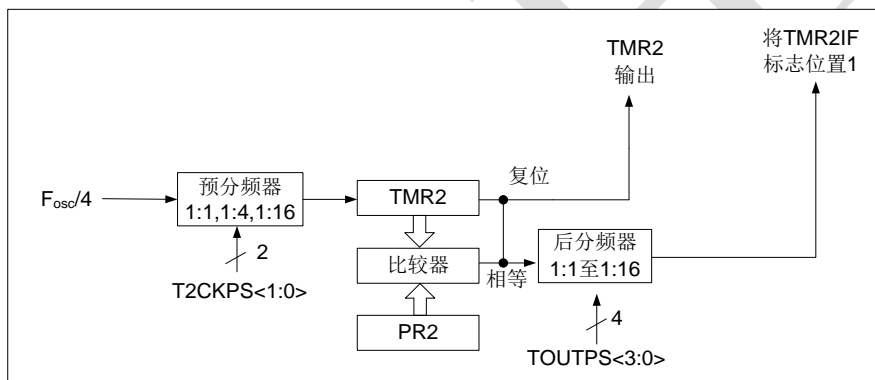 TMR2
输出
将TMR2IF
标志位置1
Fosc/4
预分频器
1:1,1:4,1:16
TMR2
复位
2
T2CKPS<1:0>
比较器
相等
后分频器
1:1至1:16
PR2
4
TOUTPS<3:0>